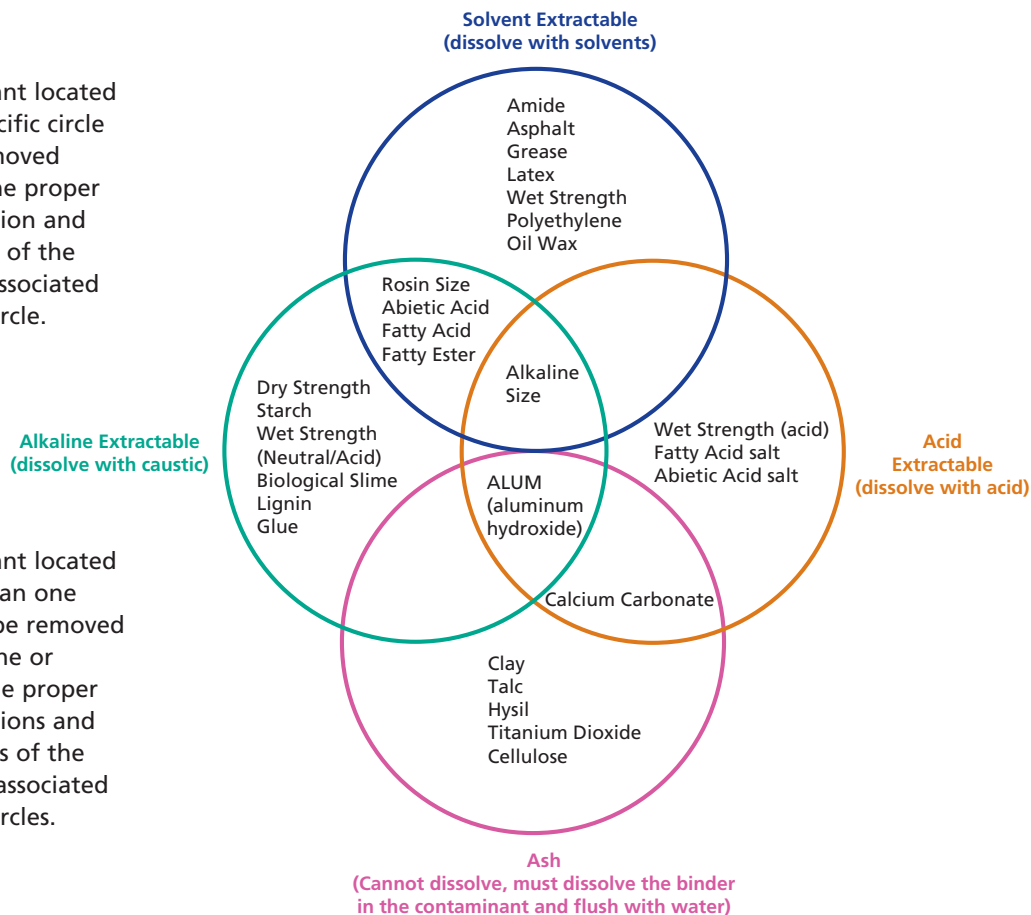 Solvent Extractable
(dissolve with solvents)
ant located
cific circle
moved
he proper
tion and
of the
ssociated
rcle.
Amide
Asphalt
Grease
Latex
Wet Strength
Polyethylene
Oil Wax
Rosin Size
Abietic Acid
Fatty Acid
Fatty Ester
Alkaline
Size
Alkaline Extractable
(dissolve with caustic)
Dry Strength
Starch
Wet Strength
(Neutral/Acid)
Biological Slime
Lignin
Glue
Wet Strength (acid)
Fatty Acid salt
Abietic Acid salt
Acid
Extractable
(dissolve with acid)
ALUM
(aluminum
hydroxide)
Calcium Carbonate
ant located
an one
be removed
ne or
e proper
ions and
s of the
associated
rcles.
Clay
Talc
Hysil
Titanium Dioxide
Cellulose
Ash
(Cannot dissolve, must dissolve the binder
in the contaminant and flush with water)